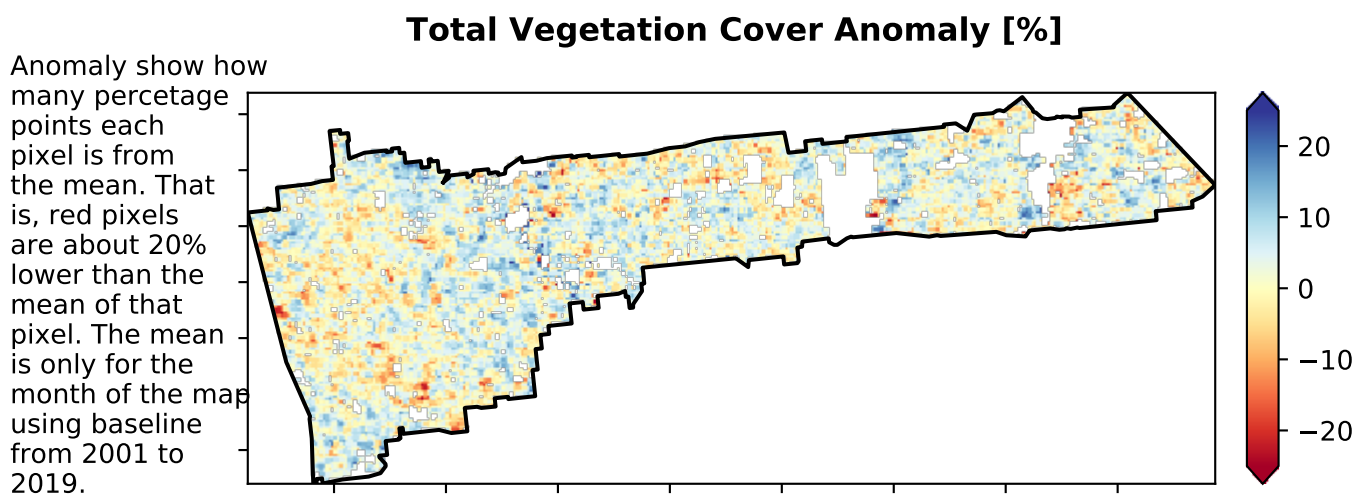 Total Vegetation Cover Anomaly [%]
Anomaly show how
many percetage
points each
pixel is from
the mean. That
is, red pixels
are about 20%
lower than the
mean of that
pixel. The mean
is only for the
month of the map
using baseline
from 2001 to
2019.
20
10
0
−10
−20